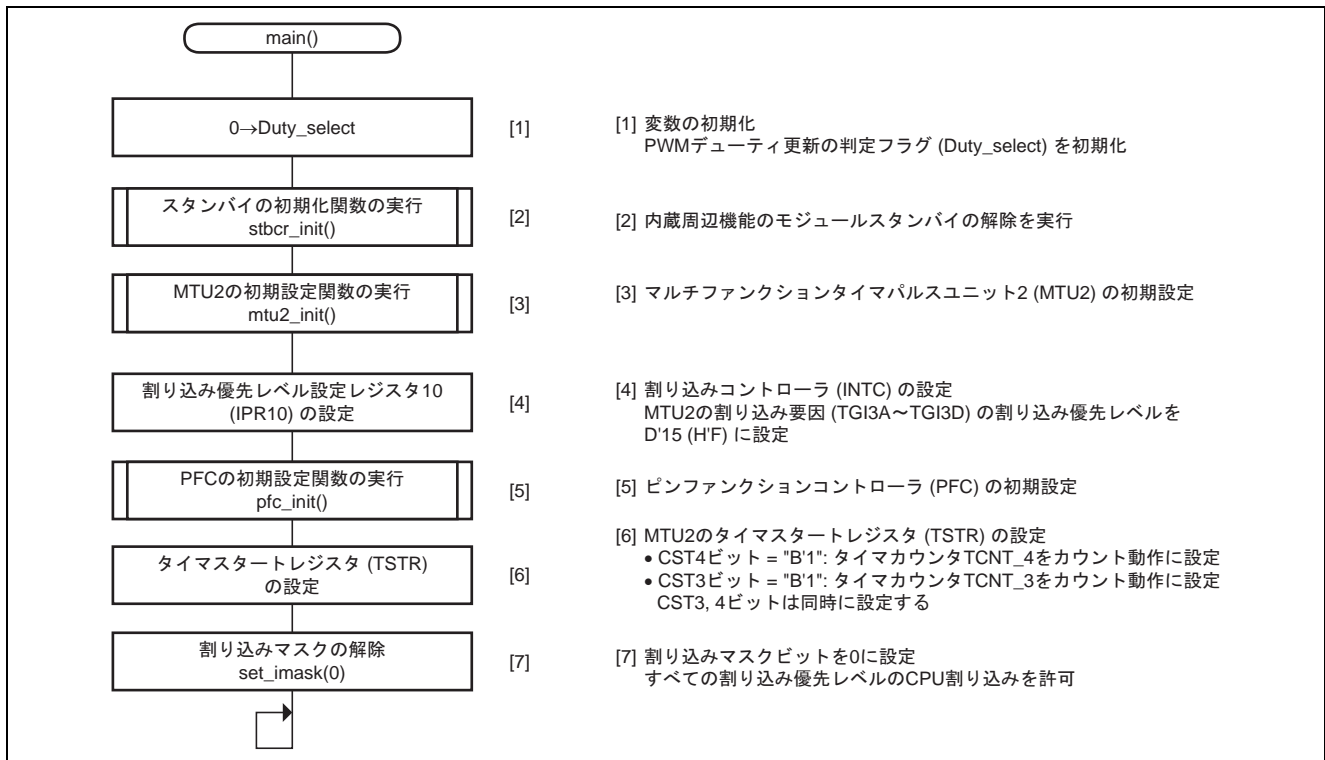 main()
0→Duty_select
[1]
[1] 変数の初期化
PWMデューティ更新の判定フラグ (Duty_select) を初期化
スタンバイの初期化関数の実行
stbcr_init()
[2]
[2] 内蔵周辺機能のモジュールスタンバイの解除を実行
MTU2の初期設定関数の実行
mtu2_init()
[3]
[3] マルチファンクションタイマパルスユニット2 (MTU2) の初期設定
割り込み優先レベル設定レジスタ10
(IPR10) の設定
[4]
[4] 割り込みコントローラ (INTC) の設定
MTU2の割り込み要因 (TGI3A～TGI3D) の割り込み優先レベルを
D'15 (H'F) に設定
PFCの初期設定関数の実行
pfc_init()
[5]
[5] ピンファンクションコントローラ (PFC) の初期設定
タイマスタートレジスタ (TSTR)
の設定
[6]
[6] MTU2のタイマスタートレジスタ (TSTR) の設定
• CST4ビット = "B'1": タイマカウンタTCNT_4をカウント動作に設定
• CST3ビット = "B'1": タイマカウンタTCNT_3をカウント動作に設定
CST3, 4ビットは同時に設定する
割り込みマスクの解除
set_imask(0)
[7]
[7] 割り込みマスクビットを0に設定
すべての割り込み優先レベルのCPU割り込みを許可